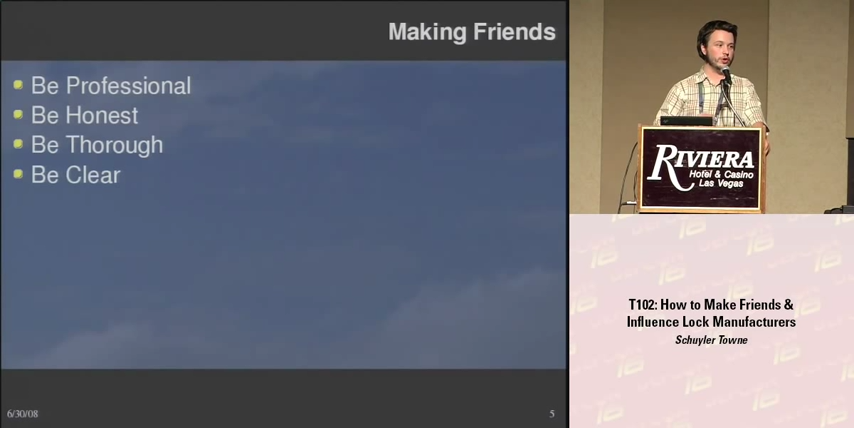 Making Friends
Be Professional
Be Honest
Be Thorough
Be Clear
6/30/08
5
RIVIERA
Hotel & Casino
Las Vegas
T102: How to Make Friends &
Influence Lock Manufacturers
Schuyler Towne